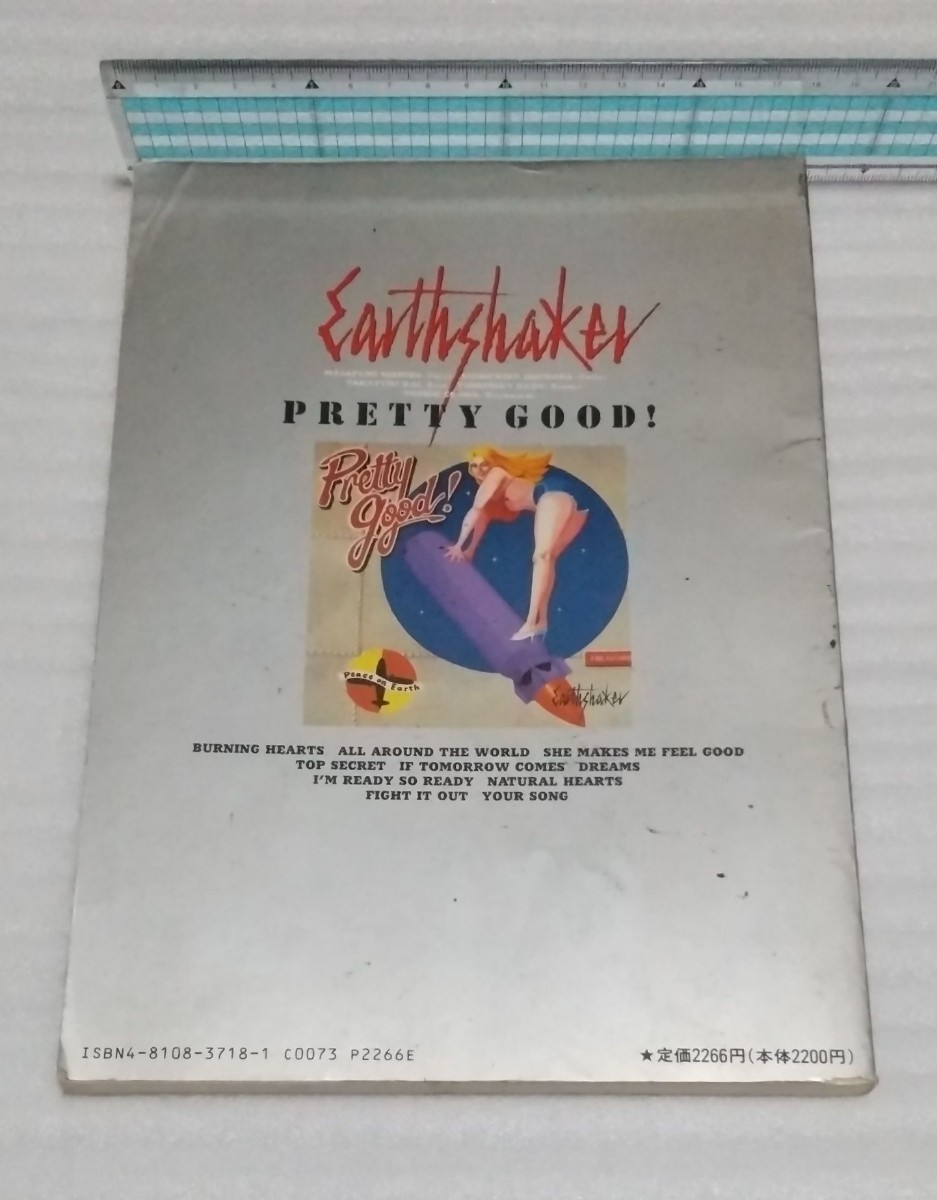 Earthshaker
PRETTY GOOD!
Pretty
good!
Peace on Earth
Earthshaker
BURNING HEARTS ALL AROUND THE WORLD SHE MAKES ME FEEL GOOD
TOP SECRET IF TOMORROW COMES DREAMS
I'M READY SO READY NATURAL HEARTS
FIGHT IT OUT YOUR SONG
ISBN4-8108-3718-1 C0073 P2266E
★定価2266円(本体2200円)